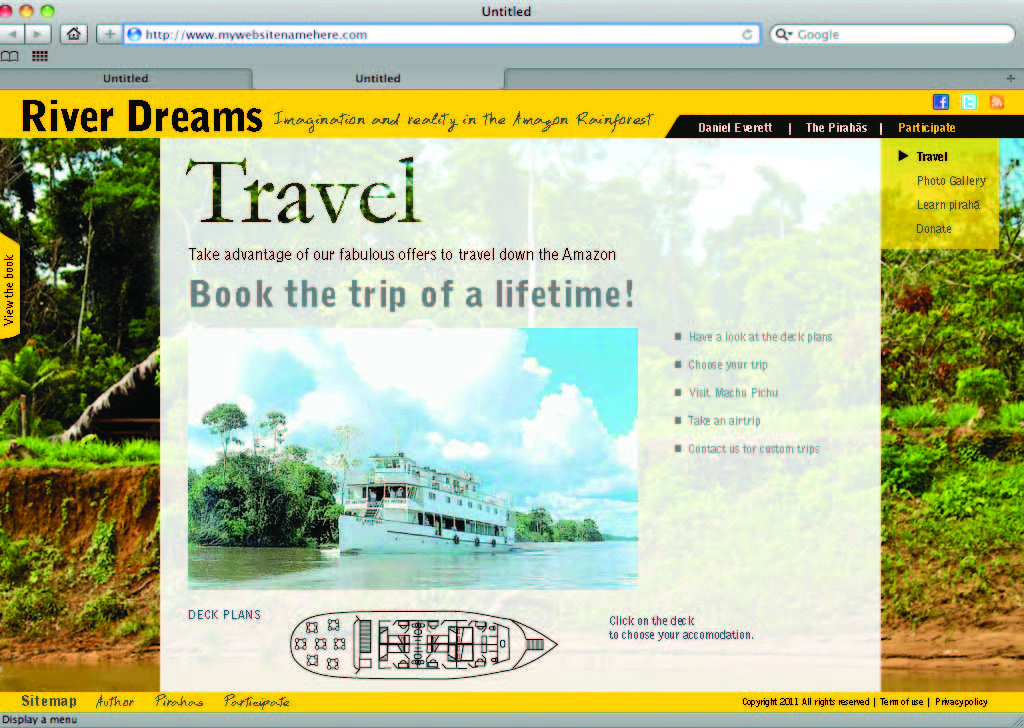 Untitled
http://www.mywebsitenamehere.com
Google
Untitled
Untitled
River Dreams
Imagination and reality in the Amazon Rainforest
Daniel Everett | The Pirahãs | Participate
Travel
Photo Gallery
Learn pirahã
Donate
View the book
Travel
Take advantage of our fabulous offers to travel down the Amazon
Book the trip of a lifetime!
Have a look at the deck plans
Choose your trip
Visit Machu Pichu
Take an airtrip
Contact us for custom trips
DECK PLANS
Click on the deck
to choose your accomodation.
Sitemap Author Pirahas Participate
Copyright 2011 All rights reserved | Term of use | Privacy policy
Display a menu